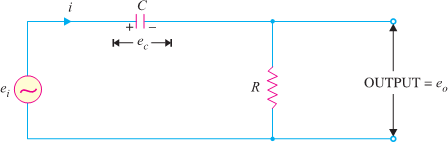 i
C
+ −
e_c
e_i
R
OUTPUT = e_o